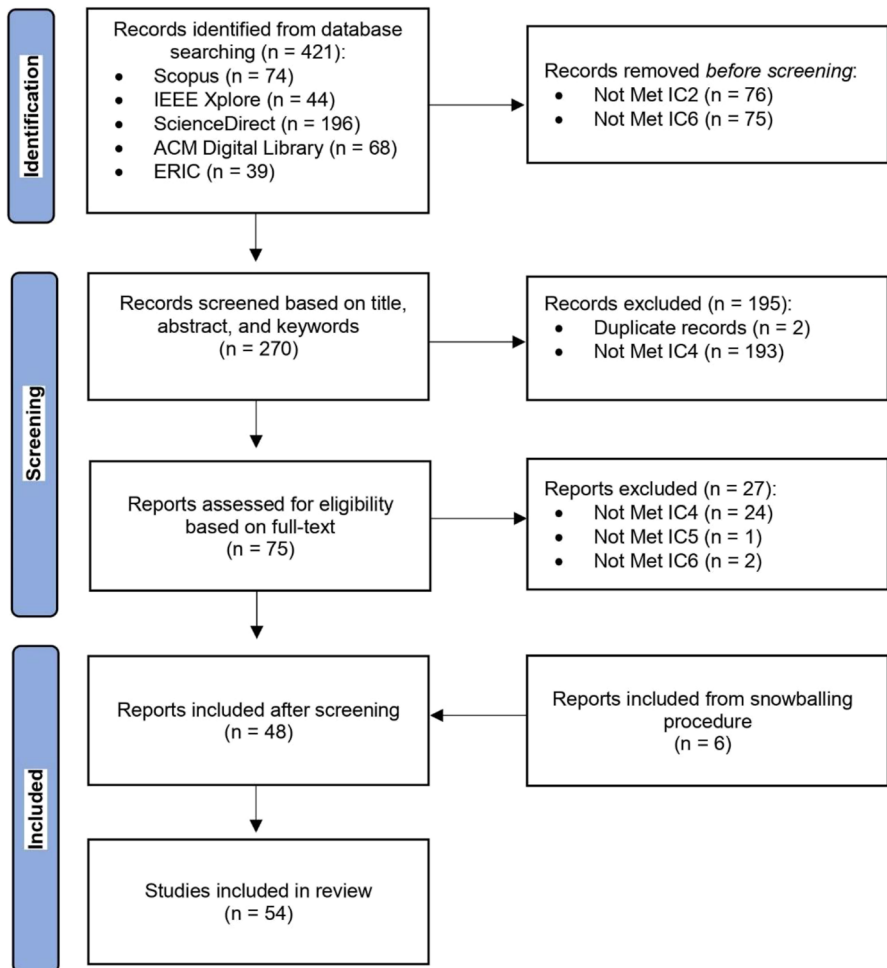 Identification
Records identified from database
searching (n = 421):
• Scopus (n = 74)
• IEEE Xplore (n = 44)
• ScienceDirect (n = 196)
• ACM Digital Library (n = 68)
• ERIC (n = 39)
Records removed before screening:
• Not Met IC2 (n = 76)
• Not Met IC6 (n = 75)
Screening
Records screened based on title,
abstract, and keywords
(n = 270)
Records excluded (n = 195):
• Duplicate records (n = 2)
• Not Met IC4 (n = 193)
Reports assessed for eligibility
based on full-text
(n = 75)
Reports excluded (n = 27):
• Not Met IC4 (n = 24)
• Not Met IC5 (n = 1)
• Not Met IC6 (n = 2)
Included
Reports included after screening
(n = 48)
Reports included from snowballing
procedure
(n = 6)
Studies included in review
(n = 54)